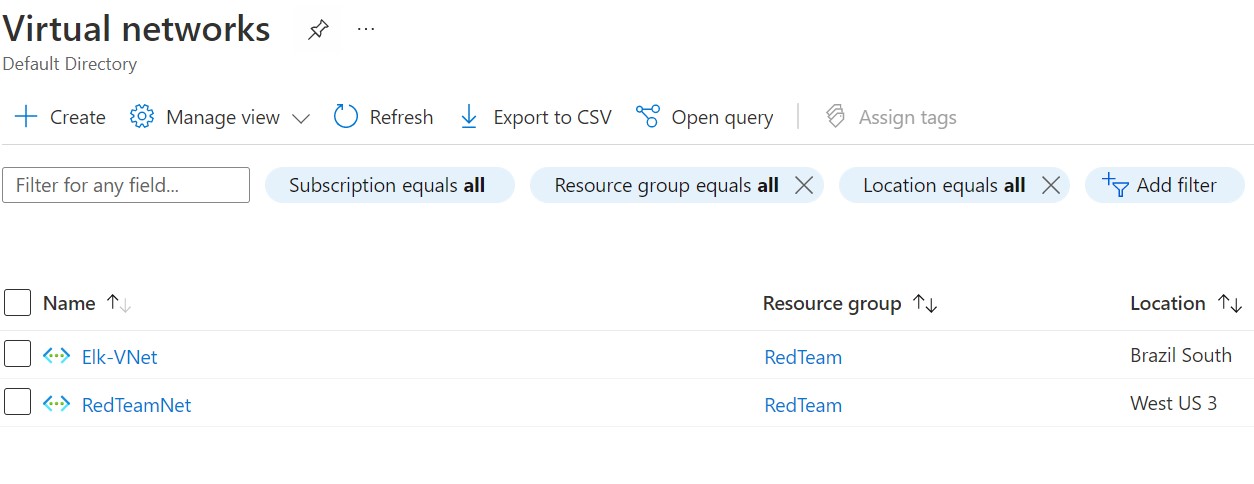 Virtual networks ...
Default Directory
Create Manage view Refresh Export to CSV Open query Assign tags
Filter for any field... Subscription equals all Resource group equals all Location equals all Add filter
Name Resource group Location
Elk-VNet RedTeam Brazil South
RedTeamNet RedTeam West US 3